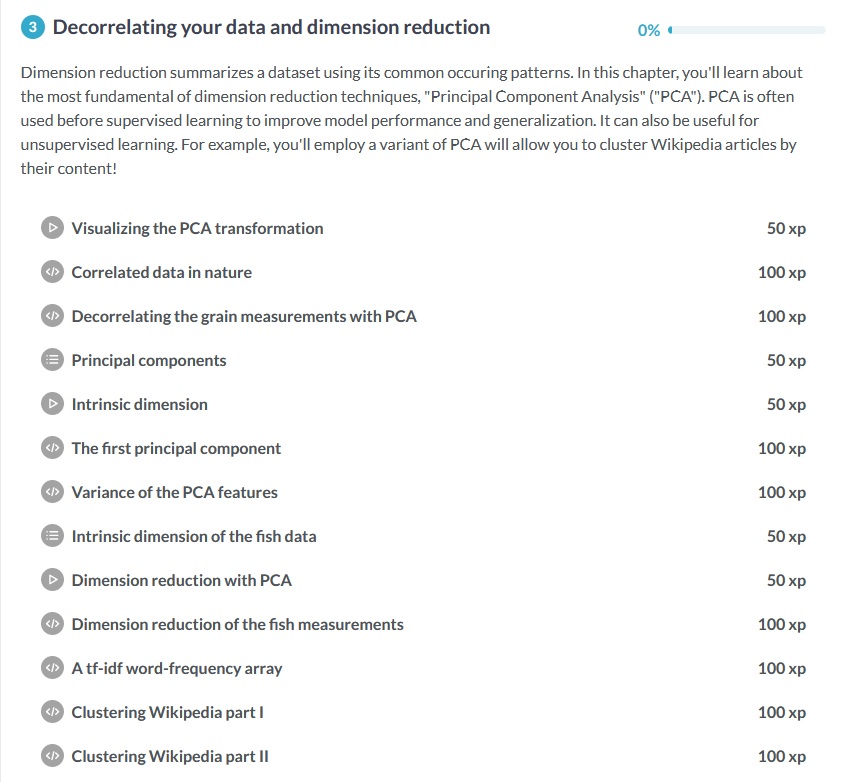 3 Decorrelating your data and dimension reduction 0%
Dimension reduction summarizes a dataset using its common occuring patterns. In this chapter, you'll learn about
the most fundamental of dimension reduction techniques, "Principal Component Analysis" ("PCA"). PCA is often
used before supervised learning to improve model performance and generalization. It can also be useful for
unsupervised learning. For example, you'll employ a variant of PCA will allow you to cluster Wikipedia articles by
their content!
Visualizing the PCA transformation 50 xp
Correlated data in nature 100 xp
Decorrelating the grain measurements with PCA 100 xp
Principal components 50 xp
Intrinsic dimension 50 xp
The first principal component 100 xp
Variance of the PCA features 100 xp
Intrinsic dimension of the fish data 50 xp
Dimension reduction with PCA 50 xp
Dimension reduction of the fish measurements 100 xp
A tf-idf word-frequency array 100 xp
Clustering Wikipedia part I 100 xp
Clustering Wikipedia part II 100 xp